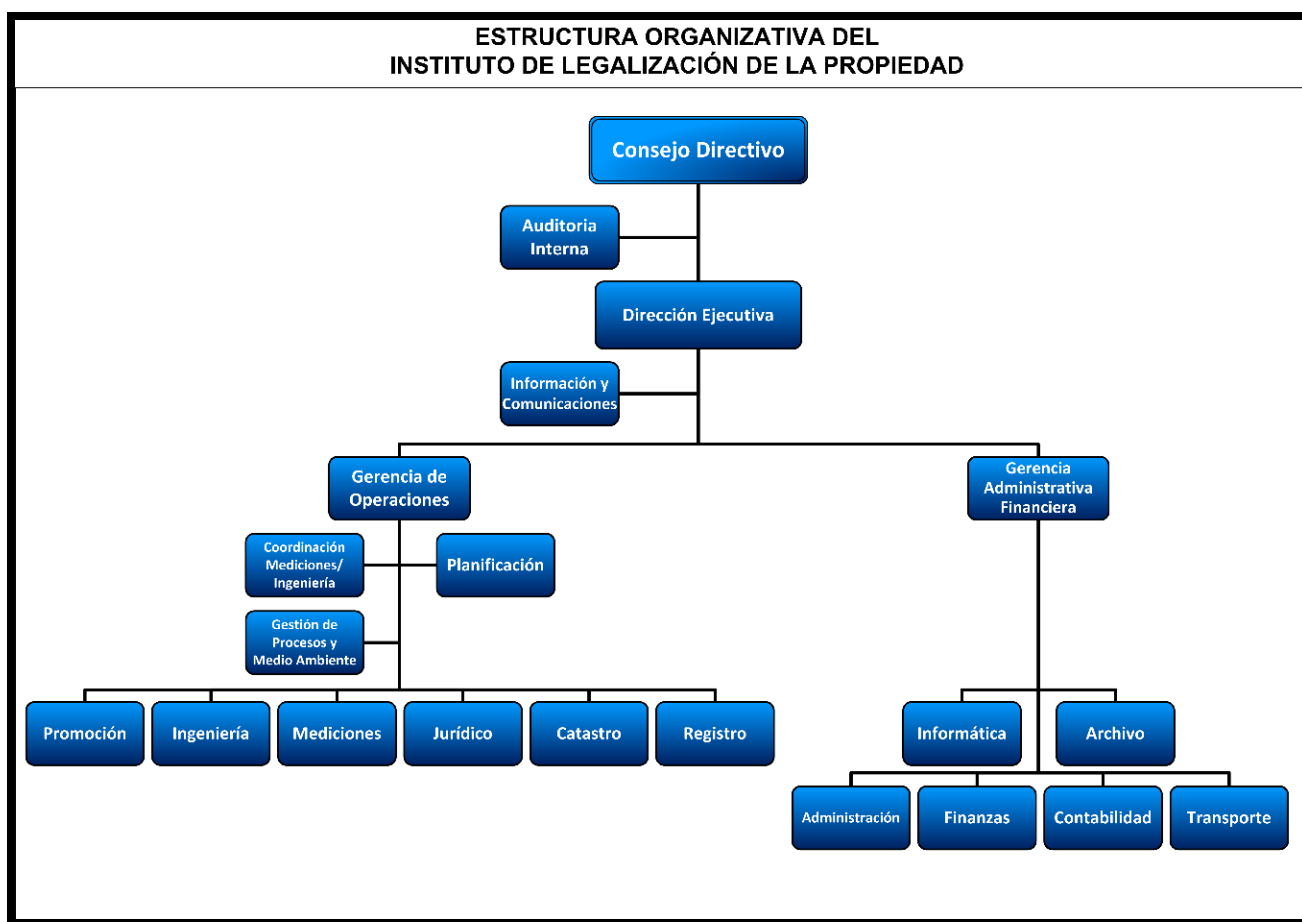 ESTRUCTURA ORGANIZATIVA DEL
INSTITUTO DE LEGALIZACIÓN DE LA PROPIEDAD
Consejo Directivo
Auditoria
Interna
Dirección Ejecutiva
Información y
Comunicaciones
Gerencia de
Operaciones
Gerencia
Administrativa
Financiera
Coordinación
Mediciones/
Ingeniería
Planificación
Gestión de
Procesos y
Medio Ambiente
Promoción
Ingeniería
Mediciones
Jurídico
Catastro
Registro
Informática
Archivo
Administración
Finanzas
Contabilidad
Transporte